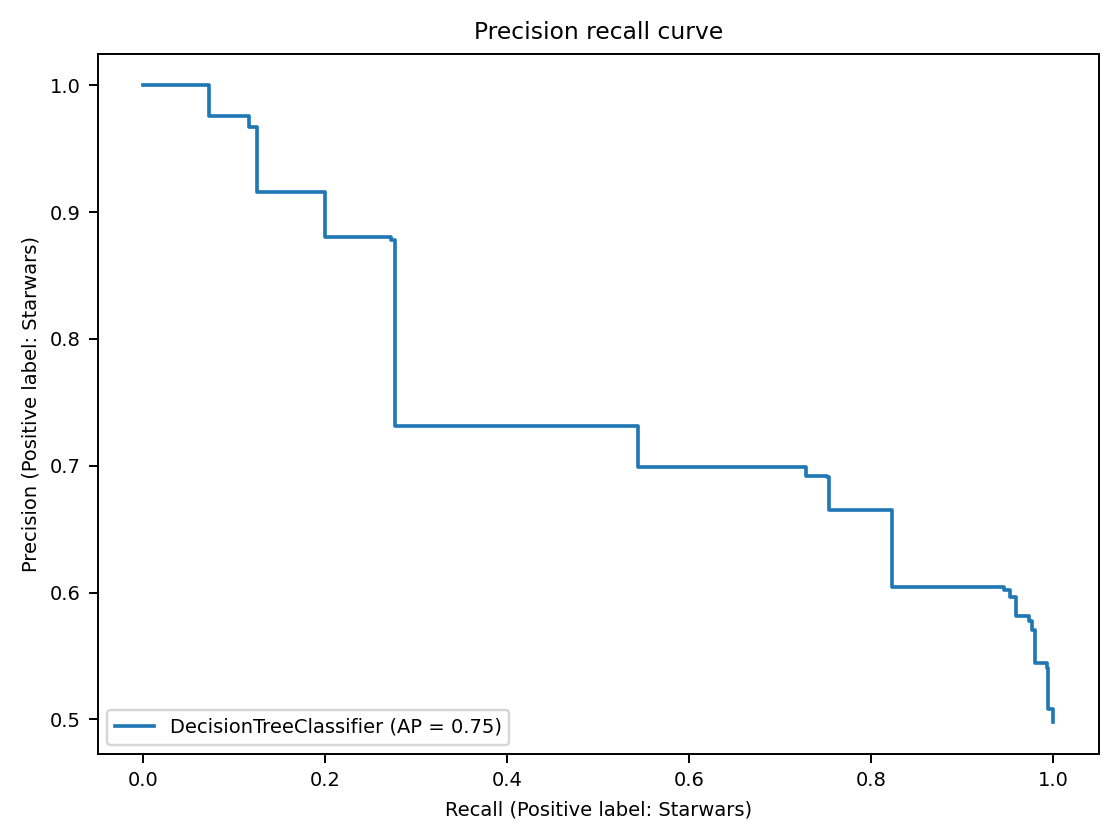 Precision recall curve
Precision (Positive label: Starwars)
1.0
0.9
0.8
0.7
0.6
0.5
DecisionTreeClassifier (AP = 0.75)
0.0 0.2 0.4 0.6 0.8 1.0
Recall (Positive label: Starwars)